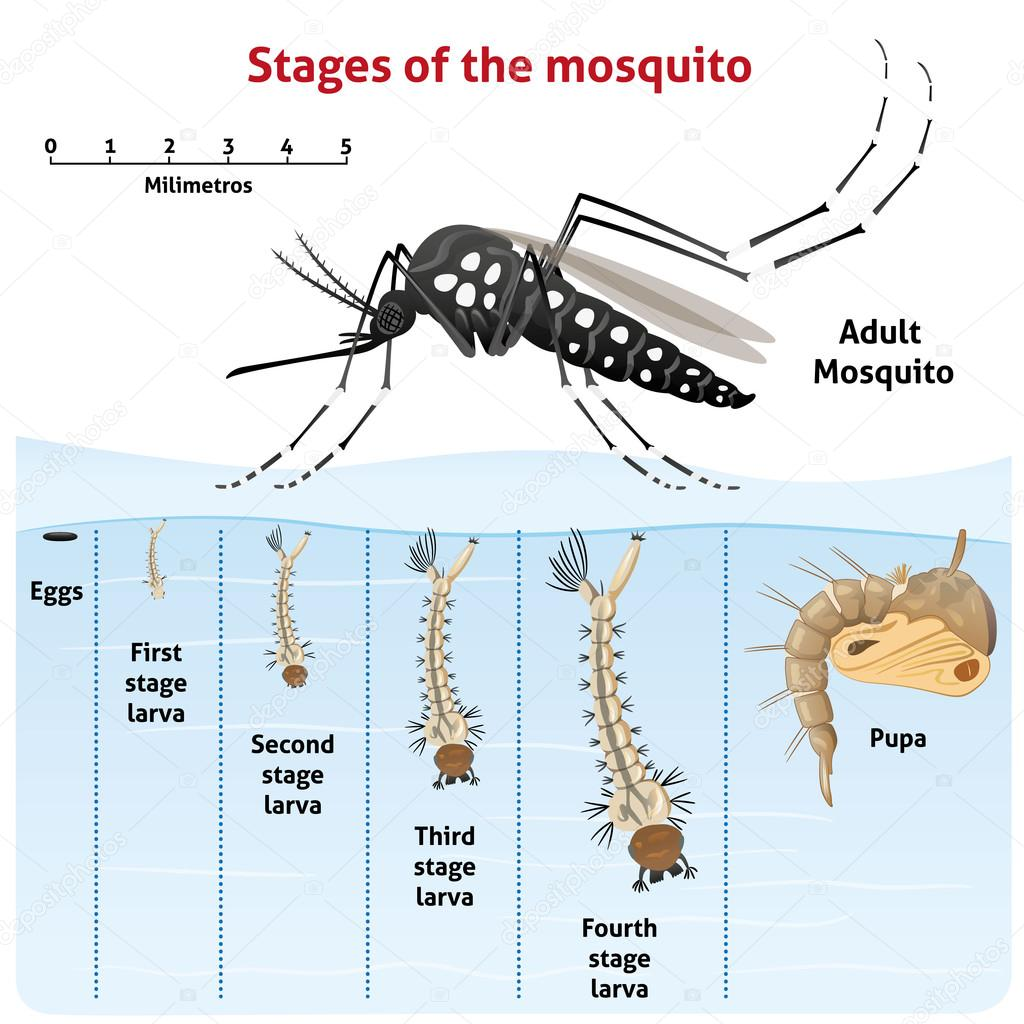 Stages of the mosquito
0 1 2 3 4 5
Milimetros
Adult
Mosquito
Eggs
First
stage
larva
Second
stage
larva
Third
stage
larva
Fourth
stage
larva
Pupa
depositphotos